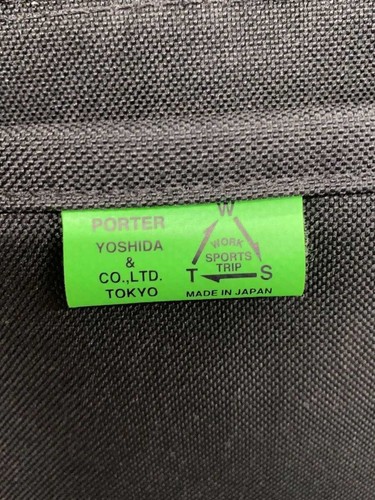 PORTER
YOSHIDA
&
CO.,LTD.
TOKYO
W
WORK
SPORTS
TRIP
T S
MADE IN JAPAN